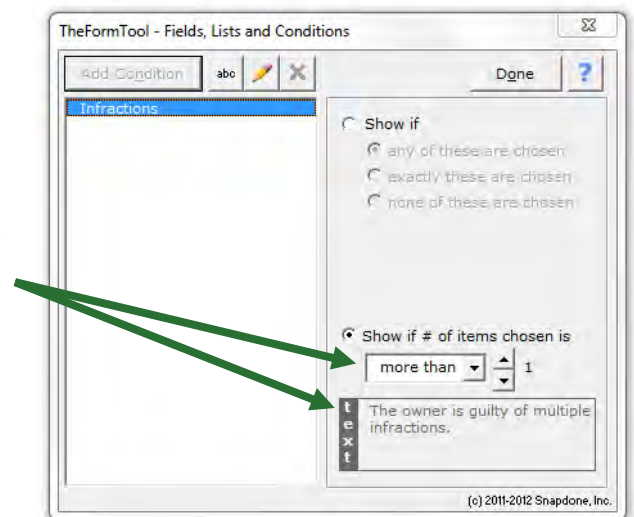 TheFormTool - Fields, Lists and Conditions
Add Condition abc Done ?
Infractions
Show if
any of these are chosen
exactly these are chosen
none of these are chosen
Show if # of items chosen is
more than 1
text
The owner is guilty of multiple
infractions.
(c) 2011-2012 Snapdone, Inc.